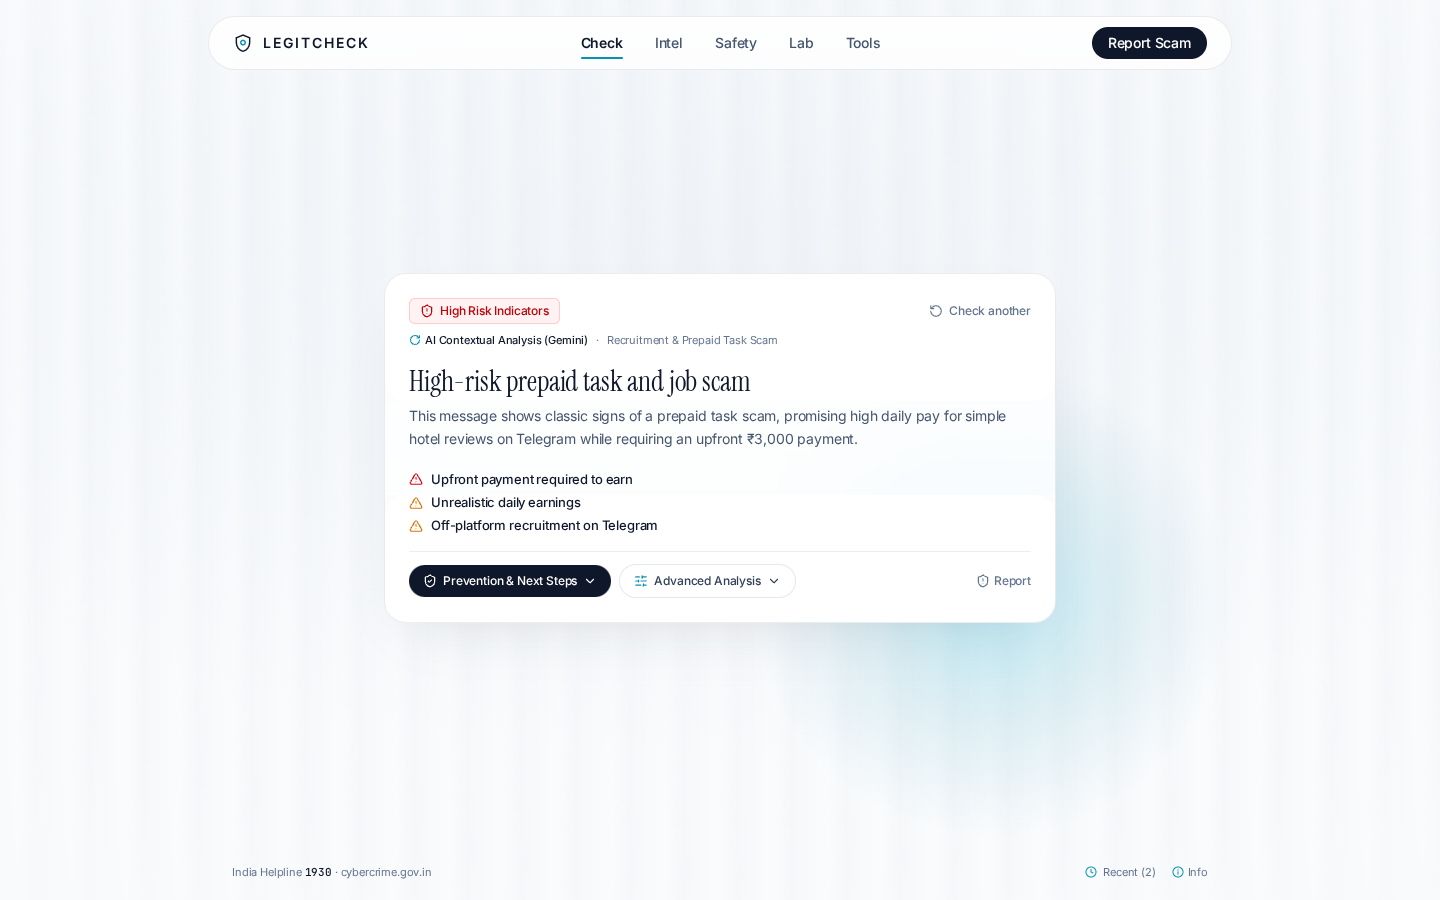 LEGITCHECK
Check Intel Safety Lab Tools
Report Scam
High Risk Indicators
Check another
AI Contextual Analysis (Gemini) · Recruitment & Prepaid Task Scam
High-risk prepaid task and job scam
This message shows classic signs of a prepaid task scam, promising high daily pay for simple
hotel reviews on Telegram while requiring an upfront ₹3,000 payment.
Upfront payment required to earn
Unrealistic daily earnings
Off-platform recruitment on Telegram
Prevention & Next Steps
Advanced Analysis
Report
India Helpline 1930 · cybercrime.gov.in
Recent (2)
Info